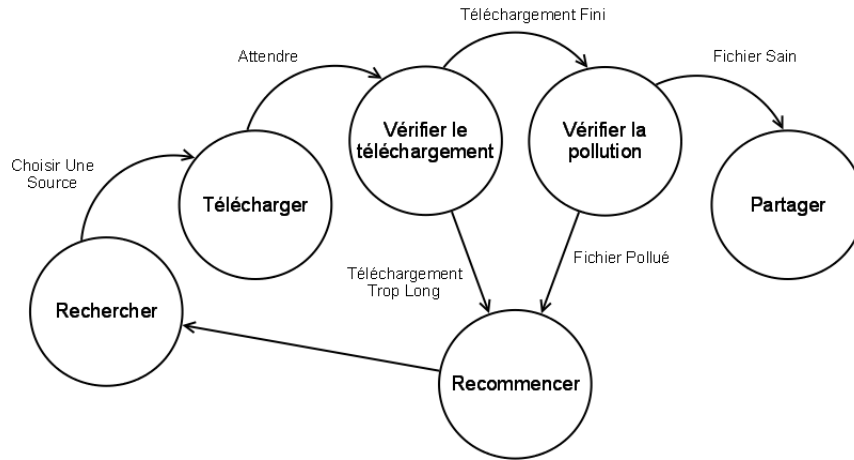 Téléchargement Fini
Attendre
Fichier Sain
Vérifier le
téléchargement
Vérifier la
pollution
Choisir Une
Source
Télécharger
Partager
Téléchargement
Trop Long
Fichier Pollué
Rechercher
Recommencer